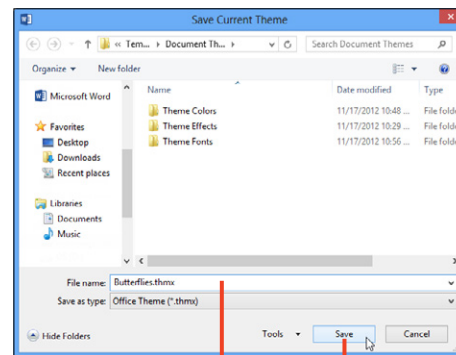 Save Current Theme
« Tem... ▸ Document Th... ▸ Search Document Themes
Organize ▾ New folder
Microsoft Word
Favorites
Desktop
Downloads
Recent places
Libraries
Documents
Music
Name Date modified Type
Theme Colors 11/17/2012 10:48 ... File folde
Theme Effects 11/17/2012 10:29 ... File folde
Theme Fonts 11/17/2012 10:56 ... File folde
File name: Butterflies.thmx
Save as type: Office Theme (*.thmx)
Hide Folders Tools ▾ Save Cancel